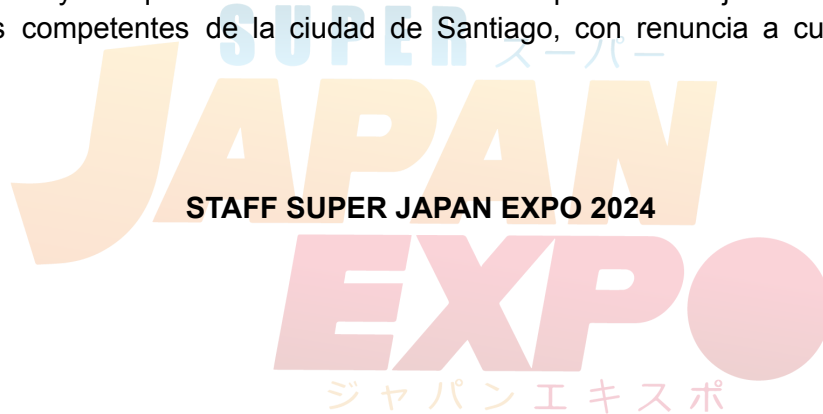 s competentes de la ciudad de Santiago, con renuncia a cu
SUPER スーパー
JAPAN
STAFF SUPER JAPAN EXPO 2024
EXPO
ジャパンエキスポ